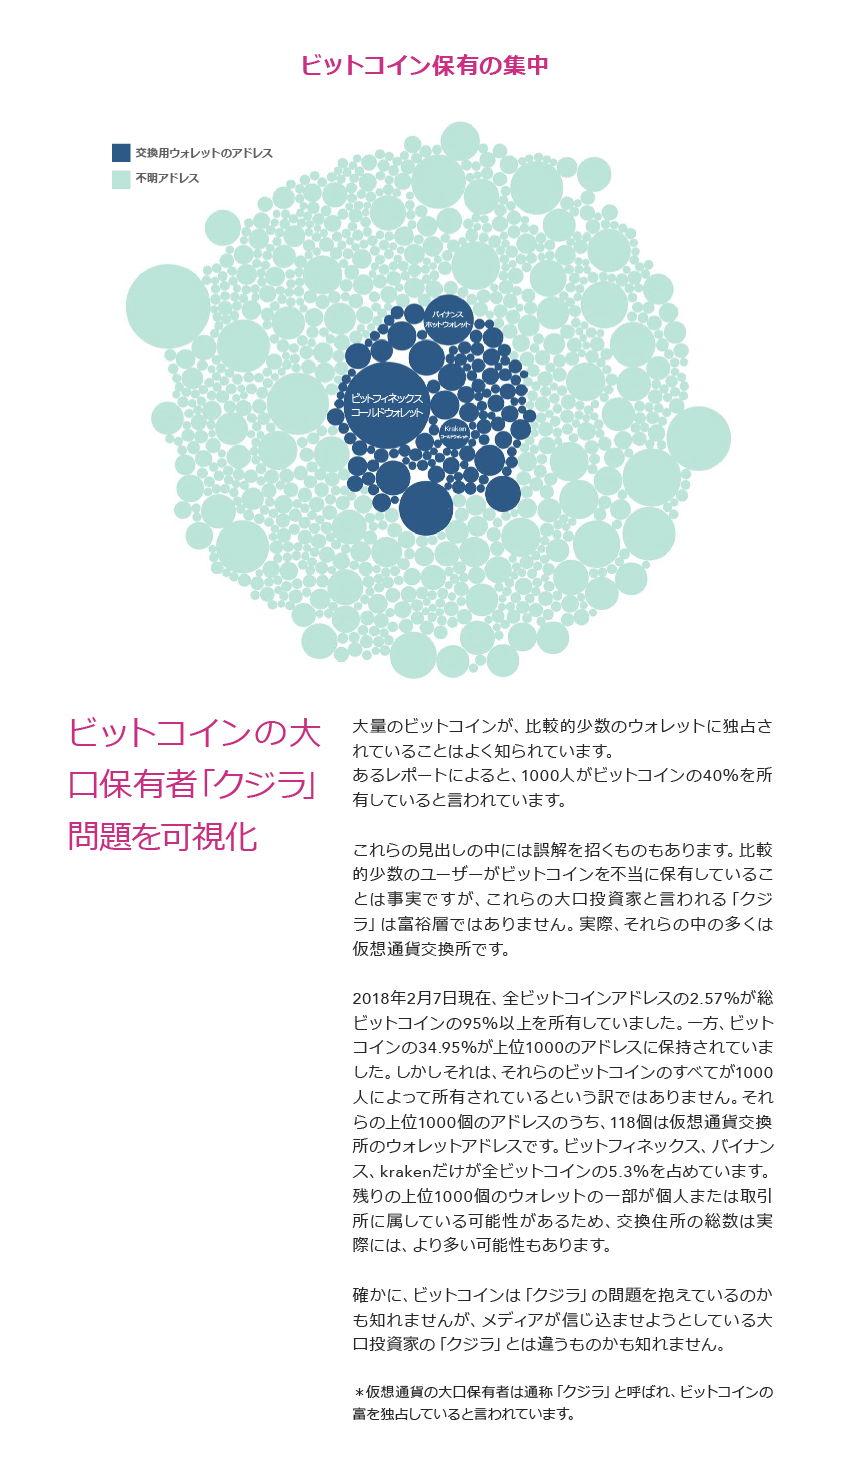 ビットコイン保有の集中
交換用ウォレットのアドレス
不明アドレス
バイナンス
ホットウォレット
ビットフィネックス
コールドウォレット
Kraken
コールドウォレット
ビットコインの大
口保有者「クジラ」
問題を可視化
大量のビットコインが、比較的少数のウォレットに独占さ
れていることはよく知られています。
あるレポートによると、1000人がビットコインの40%を所
有していると言われています。
これらの見出しの中には誤解を招くものもあります。比較
的少数のユーザーがビットコインを不当に保有しているこ
とは事実ですが、これらの大口投資家と言われる「クジ
ラ」は富裕層ではありません。実際、それらの中の多くは
仮想通貨交換所です。
2018年2月7日現在、全ビットコインアドレスの2.57%が総
ビットコインの95%以上を所有していました。一方、ビット
コインの34.95%が上位1000のアドレスに保持されていま
した。しかしそれは、それらのビットコインのすべてが1000
人によって所有されているという訳ではありません。それ
らの上位1000個のアドレスのうち、118個は仮想通貨交換
所のウォレットアドレスです。ビットフィネックス、バイナン
ス、krakenだけが全ビットコインの5.3%を占めています。
残りの上位1000個のウォレットの一部が個人または取引
所に属している可能性があるため、交換住所の総数は実
際には、より多い可能性もあります。
確かに、ビットコインは「クジラ」の問題を抱えているのか
も知れませんが、メディアが信じ込ませようとしている大
口投資家の「クジラ」とは違うものかも知れません。
＊仮想通貨の大口保有者は通称「クジラ」と呼ばれ、ビットコインの
富を独占していると言われています。